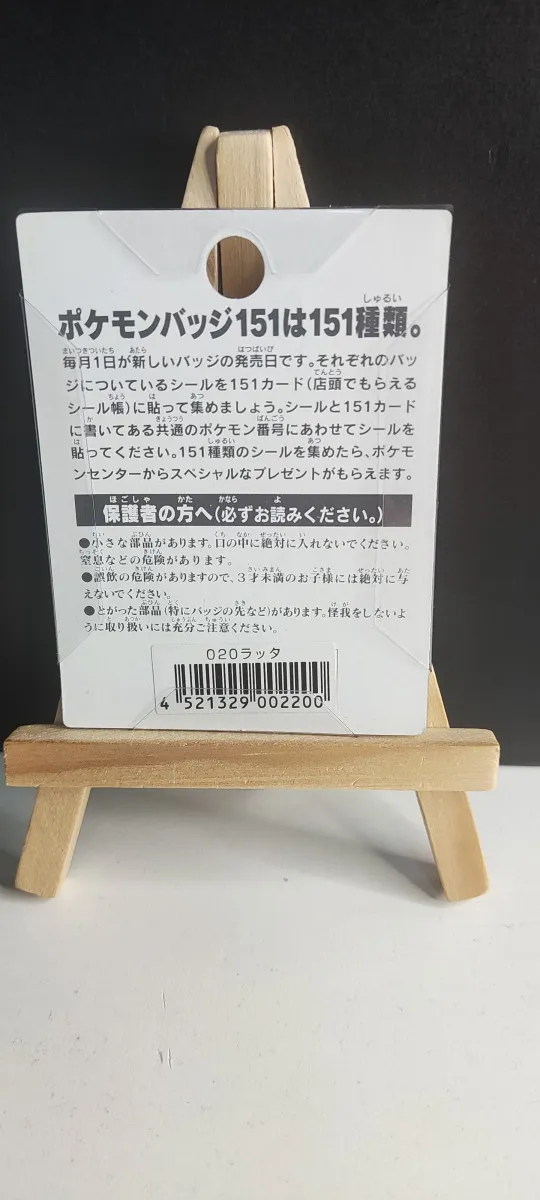 ポケモンバッジ151は151種類。
毎月1日が新しいバッジの発売日です。それぞれのバッ
ジについているシールを151カード(店頭でもらえる
シール帳)に貼って集めましょう。シールと151カード
に書いてある共通のポケモン番号にあわせてシールを
貼ってください。151種類のシールを集めたら、ポケモ
ンセンターからスペシャルなプレゼントがもらえます。
保護者の方へ(必ずお読みください。)
●小さな部品があります。口の中に絶対に入れないでください。
窒息などの危険があります。
●誤飲の危険がありますので、3才未満のお子様には絶対に与
えないでください。
●とがった部品(特にバッジの先など)があります。怪我をしないよ
うに取り扱いには充分ご注意ください。
020ラッタ
4 521329 002200